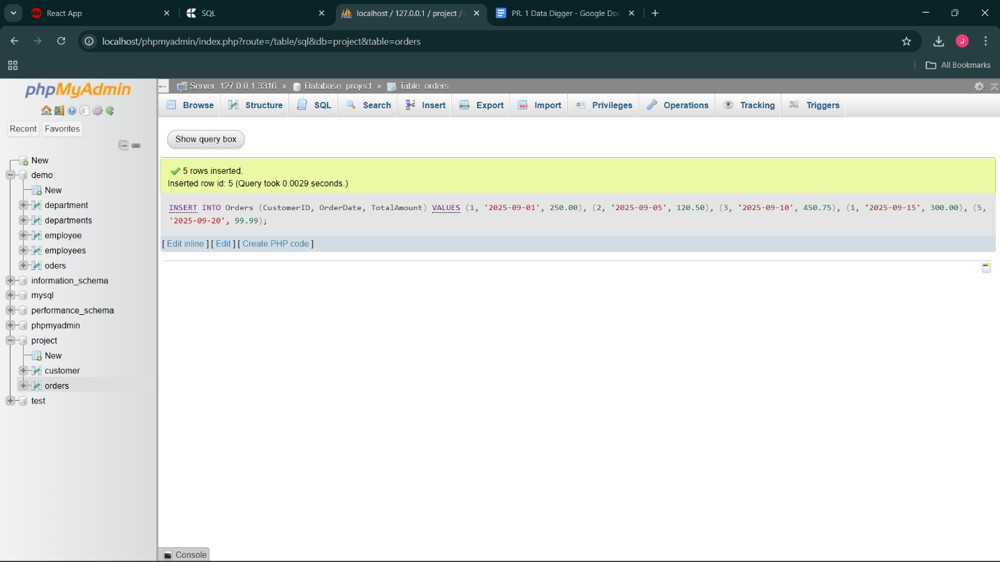 React App
SQL
localhost / 127.0.0.1 / project /
PR. 1 Data Digger - Google Doc
localhost/phpmyadmin/index.php?route=/table/sql&db=project&table=orders
J
All Bookmarks
phpMyAdmin
Server: 127.0.0.1:3316 » Database: project » Table: orders
Browse Structure SQL Search Insert Export Import Privileges Operations Tracking Triggers
Recent Favorites
Show query box
New
demo
New
department
departments
employee
employees
oders
information_schema
mysql
performance_schema
phpmyadmin
project
New
customer
orders
test
5 rows inserted.
Inserted row id: 5 (Query took 0.0029 seconds.)
INSERT INTO Orders (CustomerID, OrderDate, TotalAmount) VALUES (1, '2025-09-01', 250.00), (2, '2025-09-05', 120.50), (3, '2025-09-10', 450.75), (1, '2025-09-15', 300.00), (5,
'2025-09-20', 99.99);
[ Edit inline ] [ Edit ] [ Create PHP code ]
Console